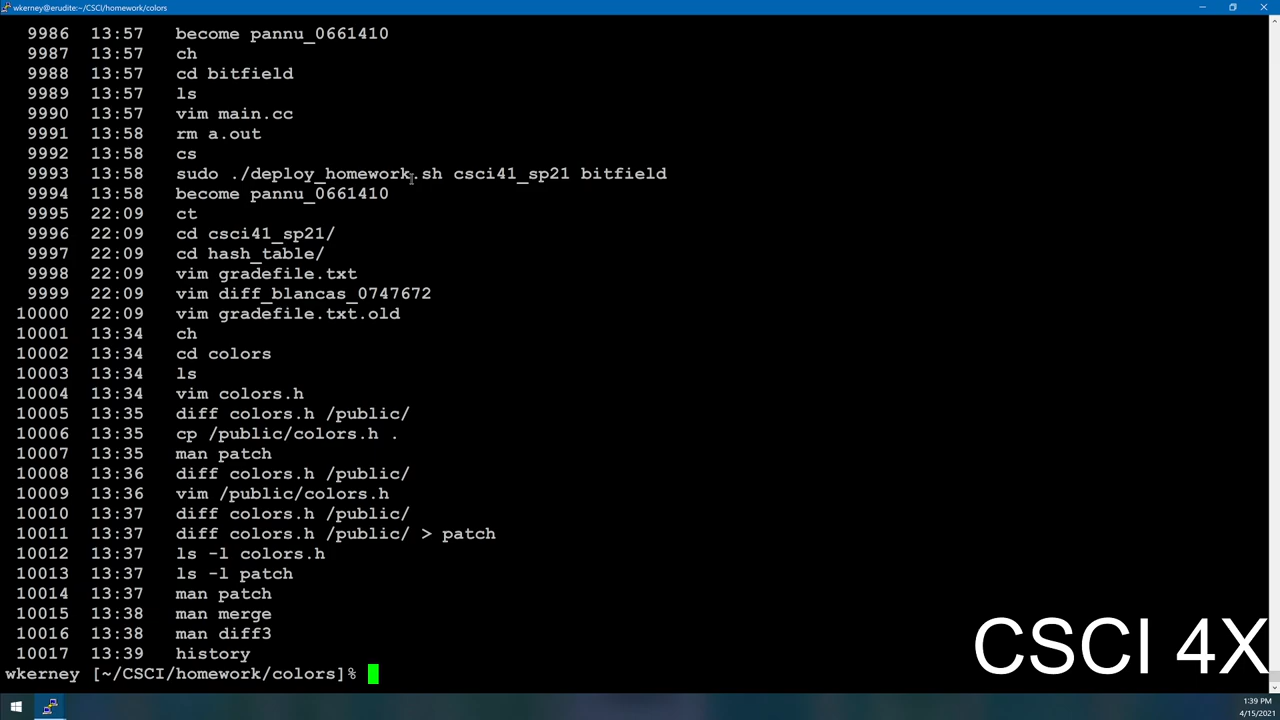 wkerney@erudite:~/CSCI/homework/colors
9986 13:57 become pannu_0661410
9987 13:57 ch
9988 13:57 cd bitfield
9989 13:57 ls
9990 13:57 vim main.cc
9991 13:58 rm a.out
9992 13:58 cs
9993 13:58 sudo ./deploy_homework.sh csci41_sp21 bitfield
9994 13:58 become pannu_0661410
9995 22:09 ct
9996 22:09 cd csci41_sp21/
9997 22:09 cd hash_table/
9998 22:09 vim gradefile.txt
9999 22:09 vim diff_blancas_0747672
10000 22:09 vim gradefile.txt.old
10001 13:34 ch
10002 13:34 cd colors
10003 13:34 ls
10004 13:34 vim colors.h
10005 13:35 diff colors.h /public/
10006 13:35 cp /public/colors.h .
10007 13:35 man patch
10008 13:36 diff colors.h /public/
10009 13:36 vim /public/colors.h
10010 13:37 diff colors.h /public/
10011 13:37 diff colors.h /public/ > patch
10012 13:37 ls -l colors.h
10013 13:37 ls -l patch
10014 13:37 man patch
10015 13:38 man merge
10016 13:38 man diff3
10017 13:39 history
wkerney [~/CSCI/homework/colors]%
CSCI 4X
1:39 PM
4/15/2021